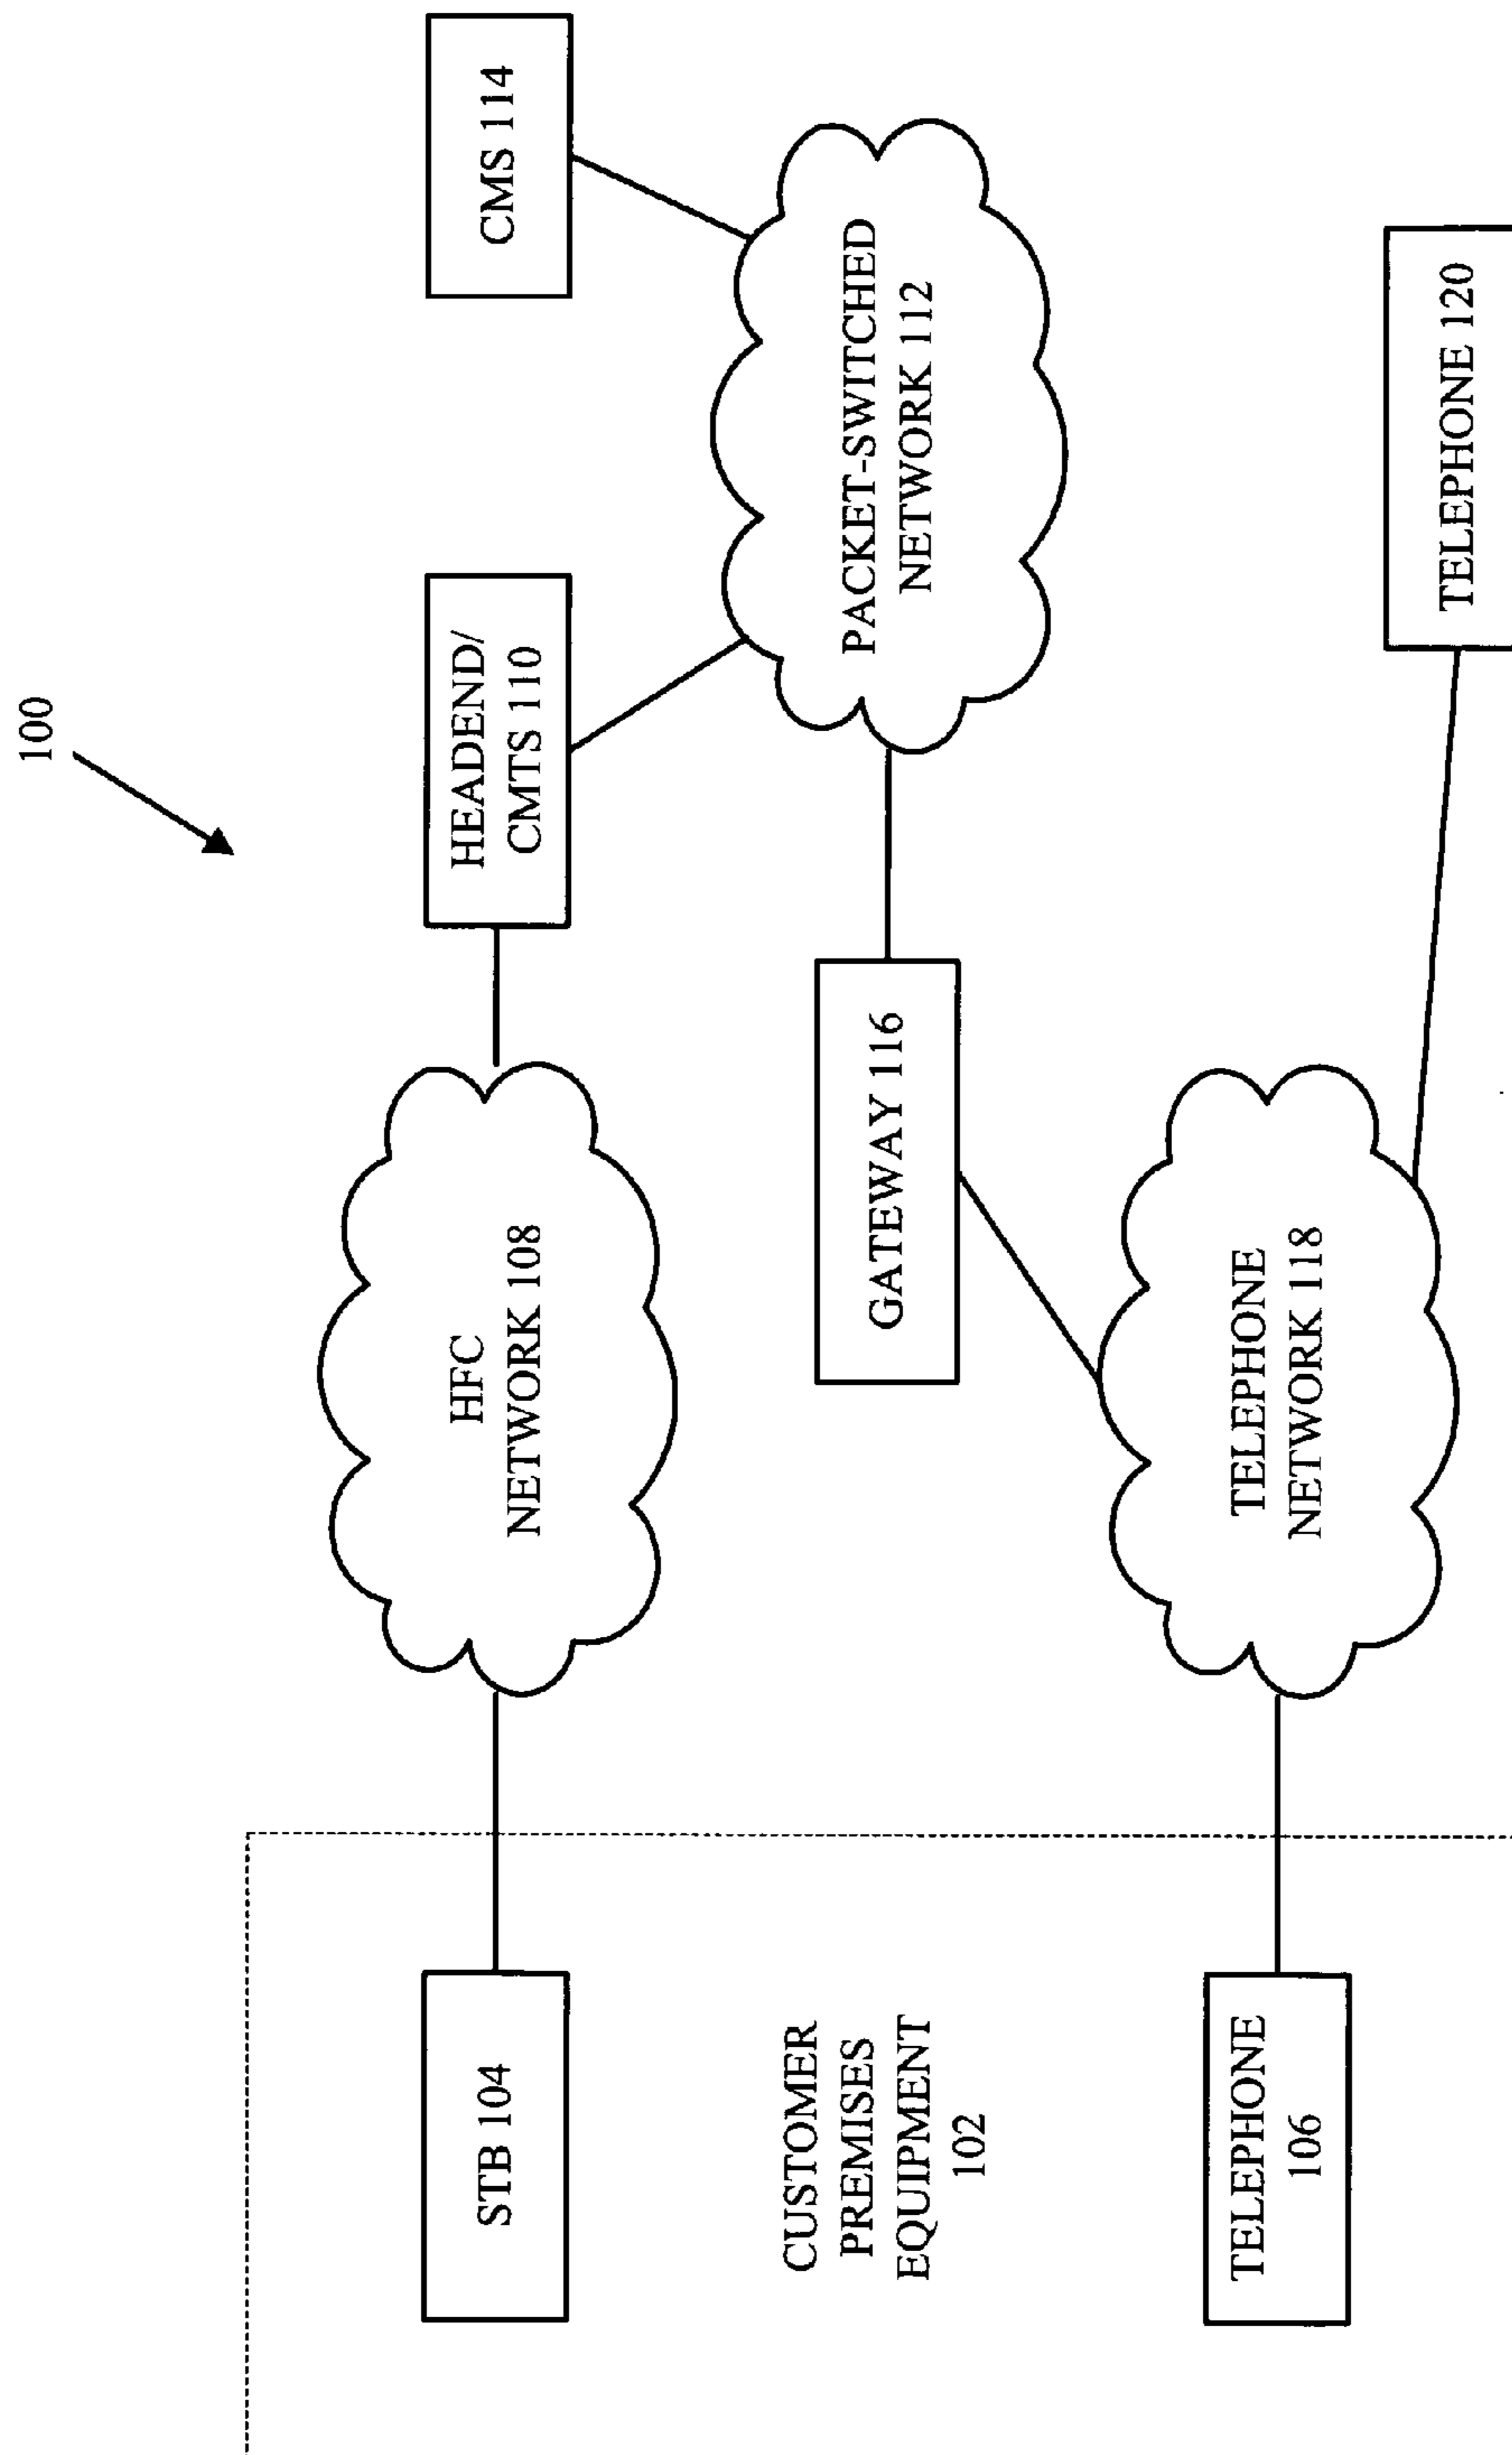 100
CMS 114
HEADEND/
CMTS 110
PACKET-SWITCHED
NETWORK 112
HFC
NETWORK 108
GATEWAY 116
TELEPHONE
NETWORK 118
TELEPHONE 120
STB 104
CUSTOMER
PREMISES
EQUIPMENT
102
TELEPHONE
106